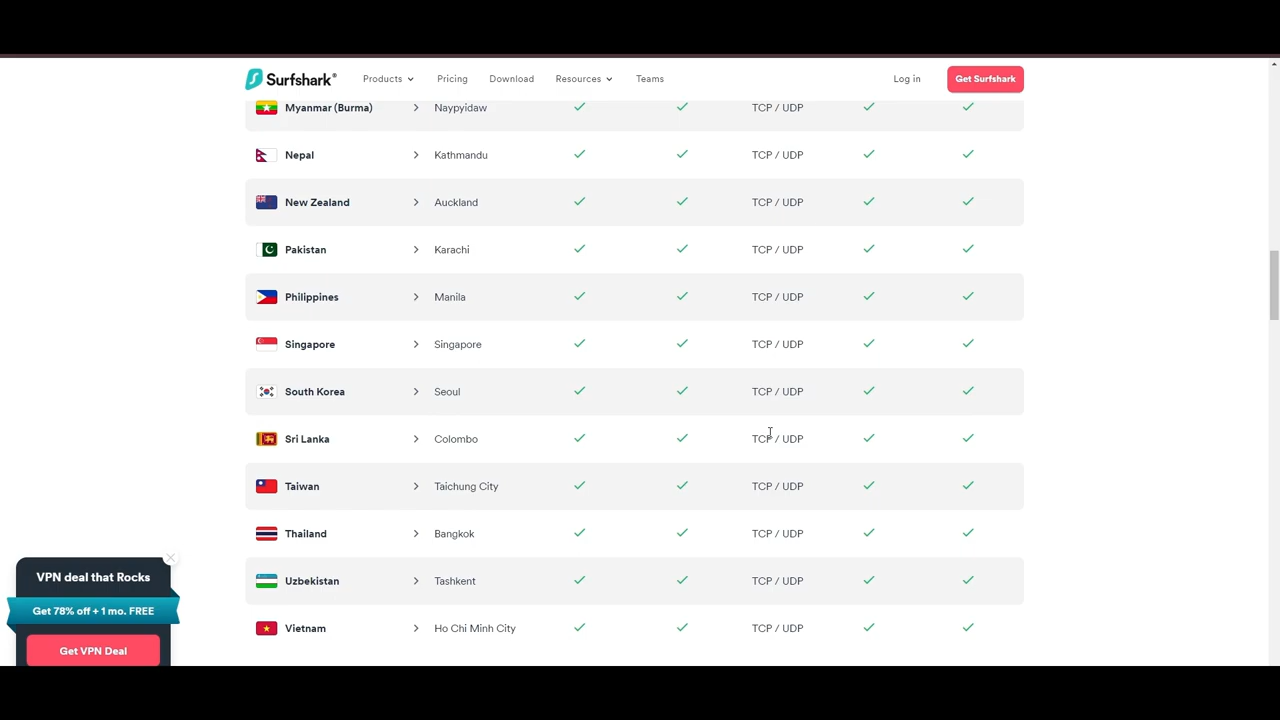 Surfshark®
Products Pricing Download Resources Teams Log in Get Surfshark
Myanmar (Burma) Naypyidaw TCP / UDP
Nepal Kathmandu TCP / UDP
New Zealand Auckland TCP / UDP
Pakistan Karachi TCP / UDP
Philippines Manila TCP / UDP
Singapore Singapore TCP / UDP
South Korea Seoul TCP / UDP
Sri Lanka Colombo TCP / UDP
Taiwan Taichung City TCP / UDP
Thailand Bangkok TCP / UDP
Uzbekistan Tashkent TCP / UDP
Vietnam Ho Chi Minh City TCP / UDP
VPN deal that Rocks
Get 78% off + 1 mo. FREE
Get VPN Deal